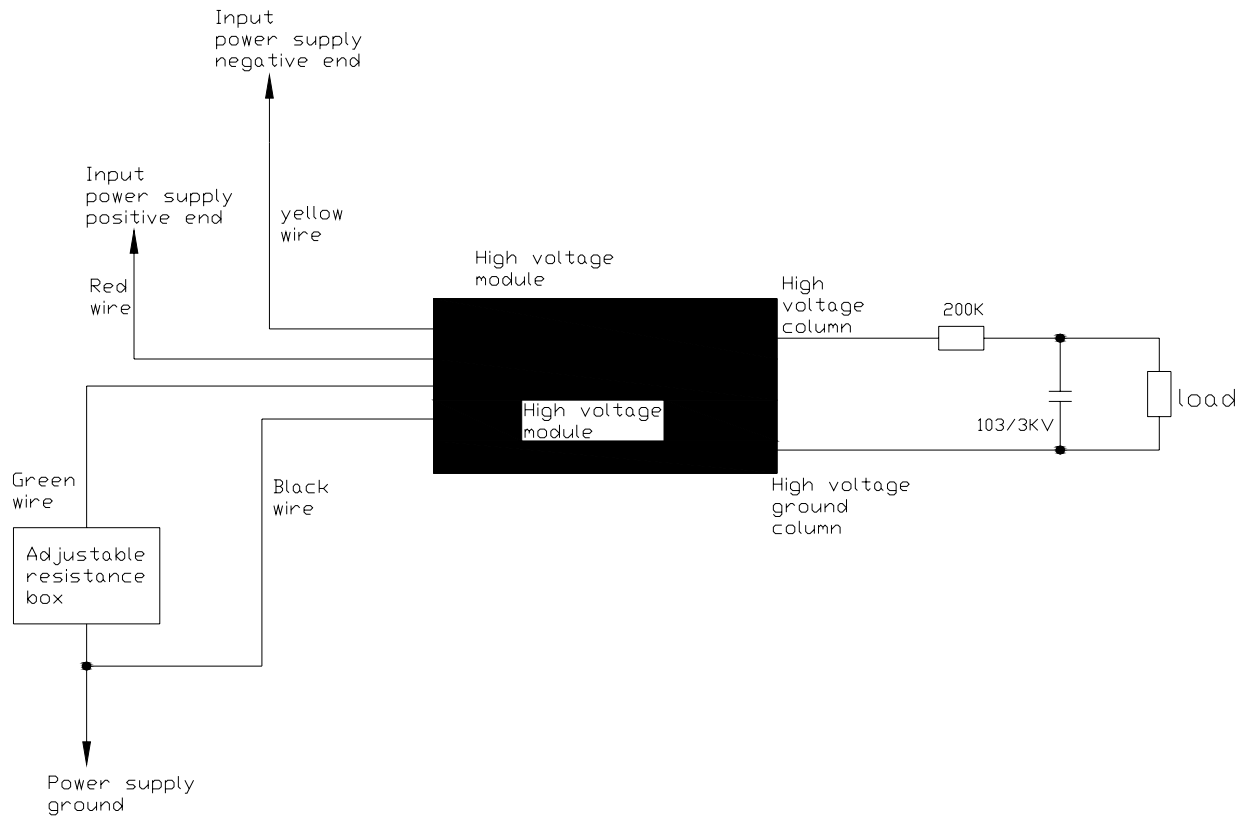 Input
power supply
negative end
Input
power supply
positive end
yellow
wire
Red
wire
High voltage
module
High
voltage
column
200K
High voltage
module
103/3KV
load
Green
wire
Black
wire
High voltage
ground
column
Adjustable
resistance
box
Power supply
ground